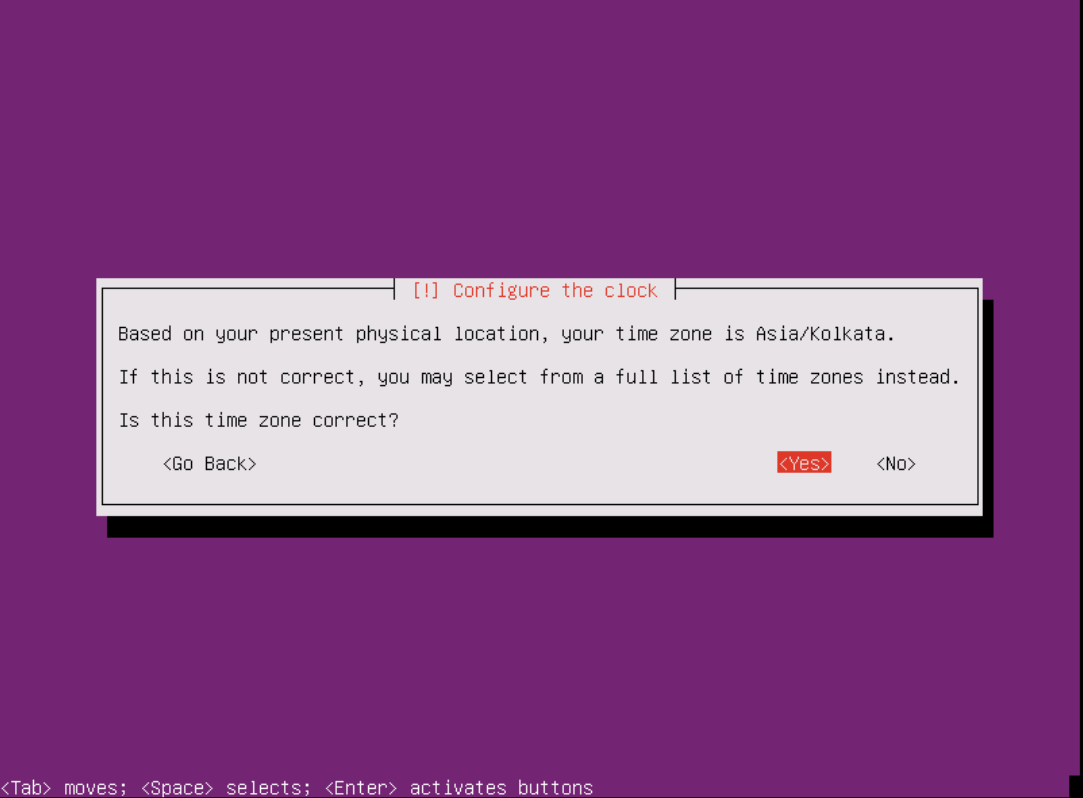 [!] Configure the clock
Based on your present physical location, your time zone is Asia/Kolkata.
If this is not correct, you may select from a full list of time zones instead.
Is this time zone correct?
<Go Back> <Yes> <No>
<Tab> moves; <Space> selects; <Enter> activates buttons